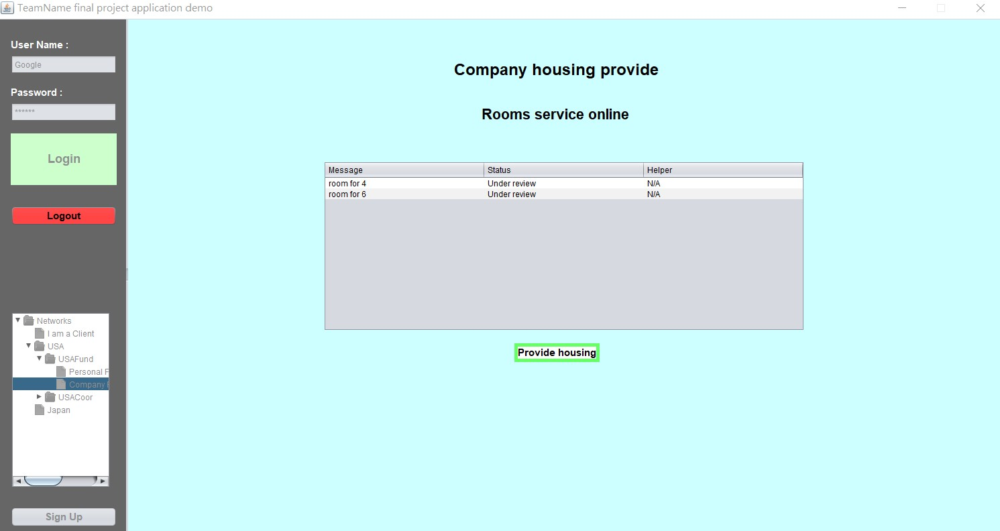 TeamName final project application demo
User Name :
Google
Password :
******
Login
Logout
Networks
I am a Client
USA
USAFund
Personal F
Company
USACoor
Japan
Sign Up
Company housing provide
Rooms service online
Message Status Helper
room for 4 Under review N/A
room for 6 Under review N/A
Provide housing